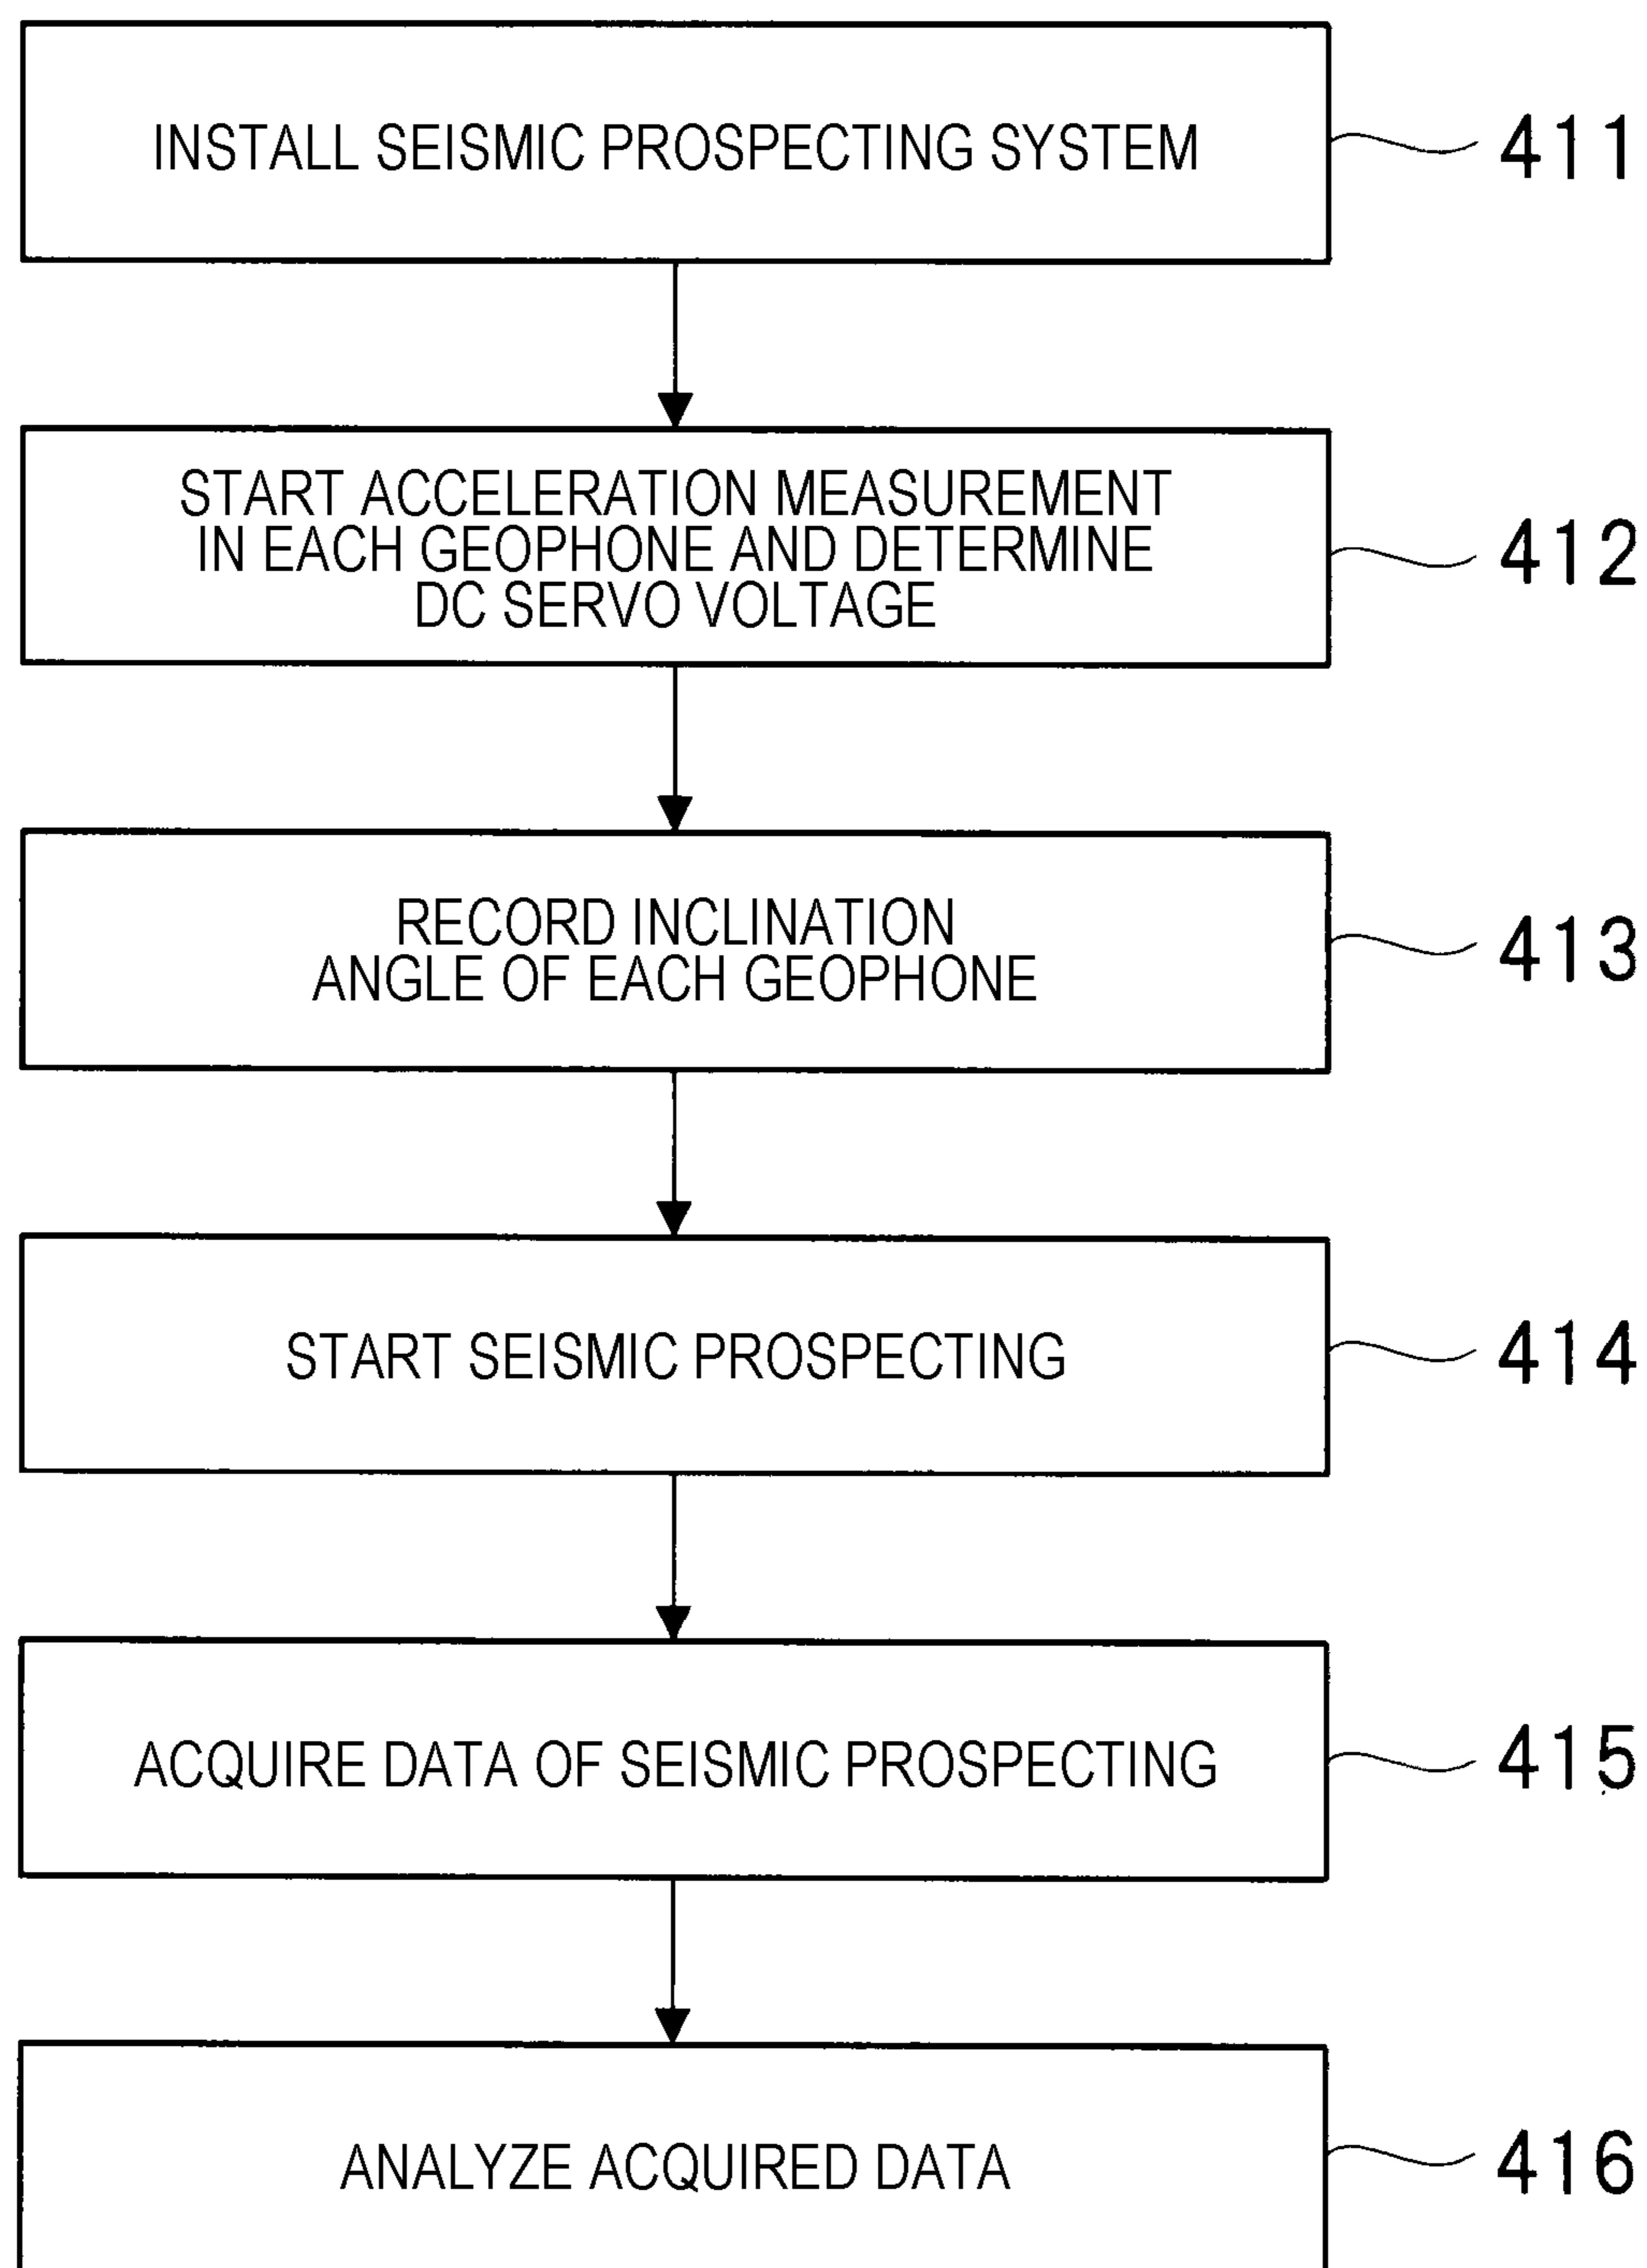 INSTALL SEISMIC PROSPECTING SYSTEM
411
START ACCELERATION MEASUREMENT
IN EACH GEOPHONE AND DETERMINE
DC SERVO VOLTAGE
412
RECORD INCLINATION
ANGLE OF EACH GEOPHONE
413
START SEISMIC PROSPECTING
414
ACQUIRE DATA OF SEISMIC PROSPECTING
415
ANALYZE ACQUIRED DATA
416